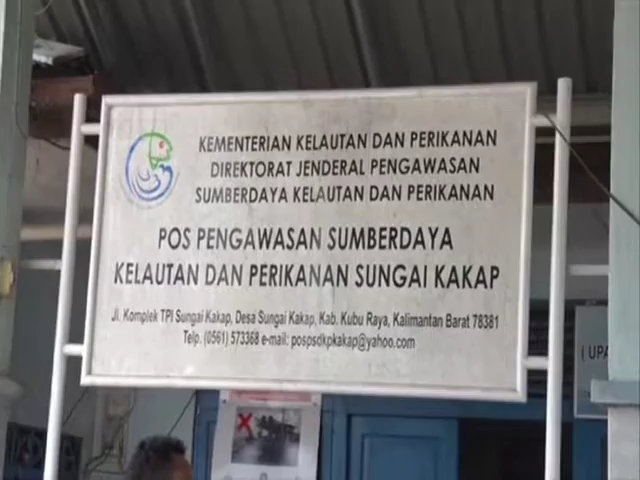 KEMENTERIAN KELAUTAN DAN PERIKANAN
DIREKTORAT JENDERAL PENGAWASAN
SUMBERDAYA KELAUTAN DAN PERIKANAN
POS PENGAWASAN SUMBERDAYA
KELAUTAN DAN PERIKANAN SUNGAI KAKAP
Jl. Komplek TPI Sungai Kakap, Desa Sungai Kakap, Kab. Kubu Raya, Kalimantan Barat 78381
Telp. (0561) 573368 e-mail: pospsdkpkakap@yahoo.com
( UPA